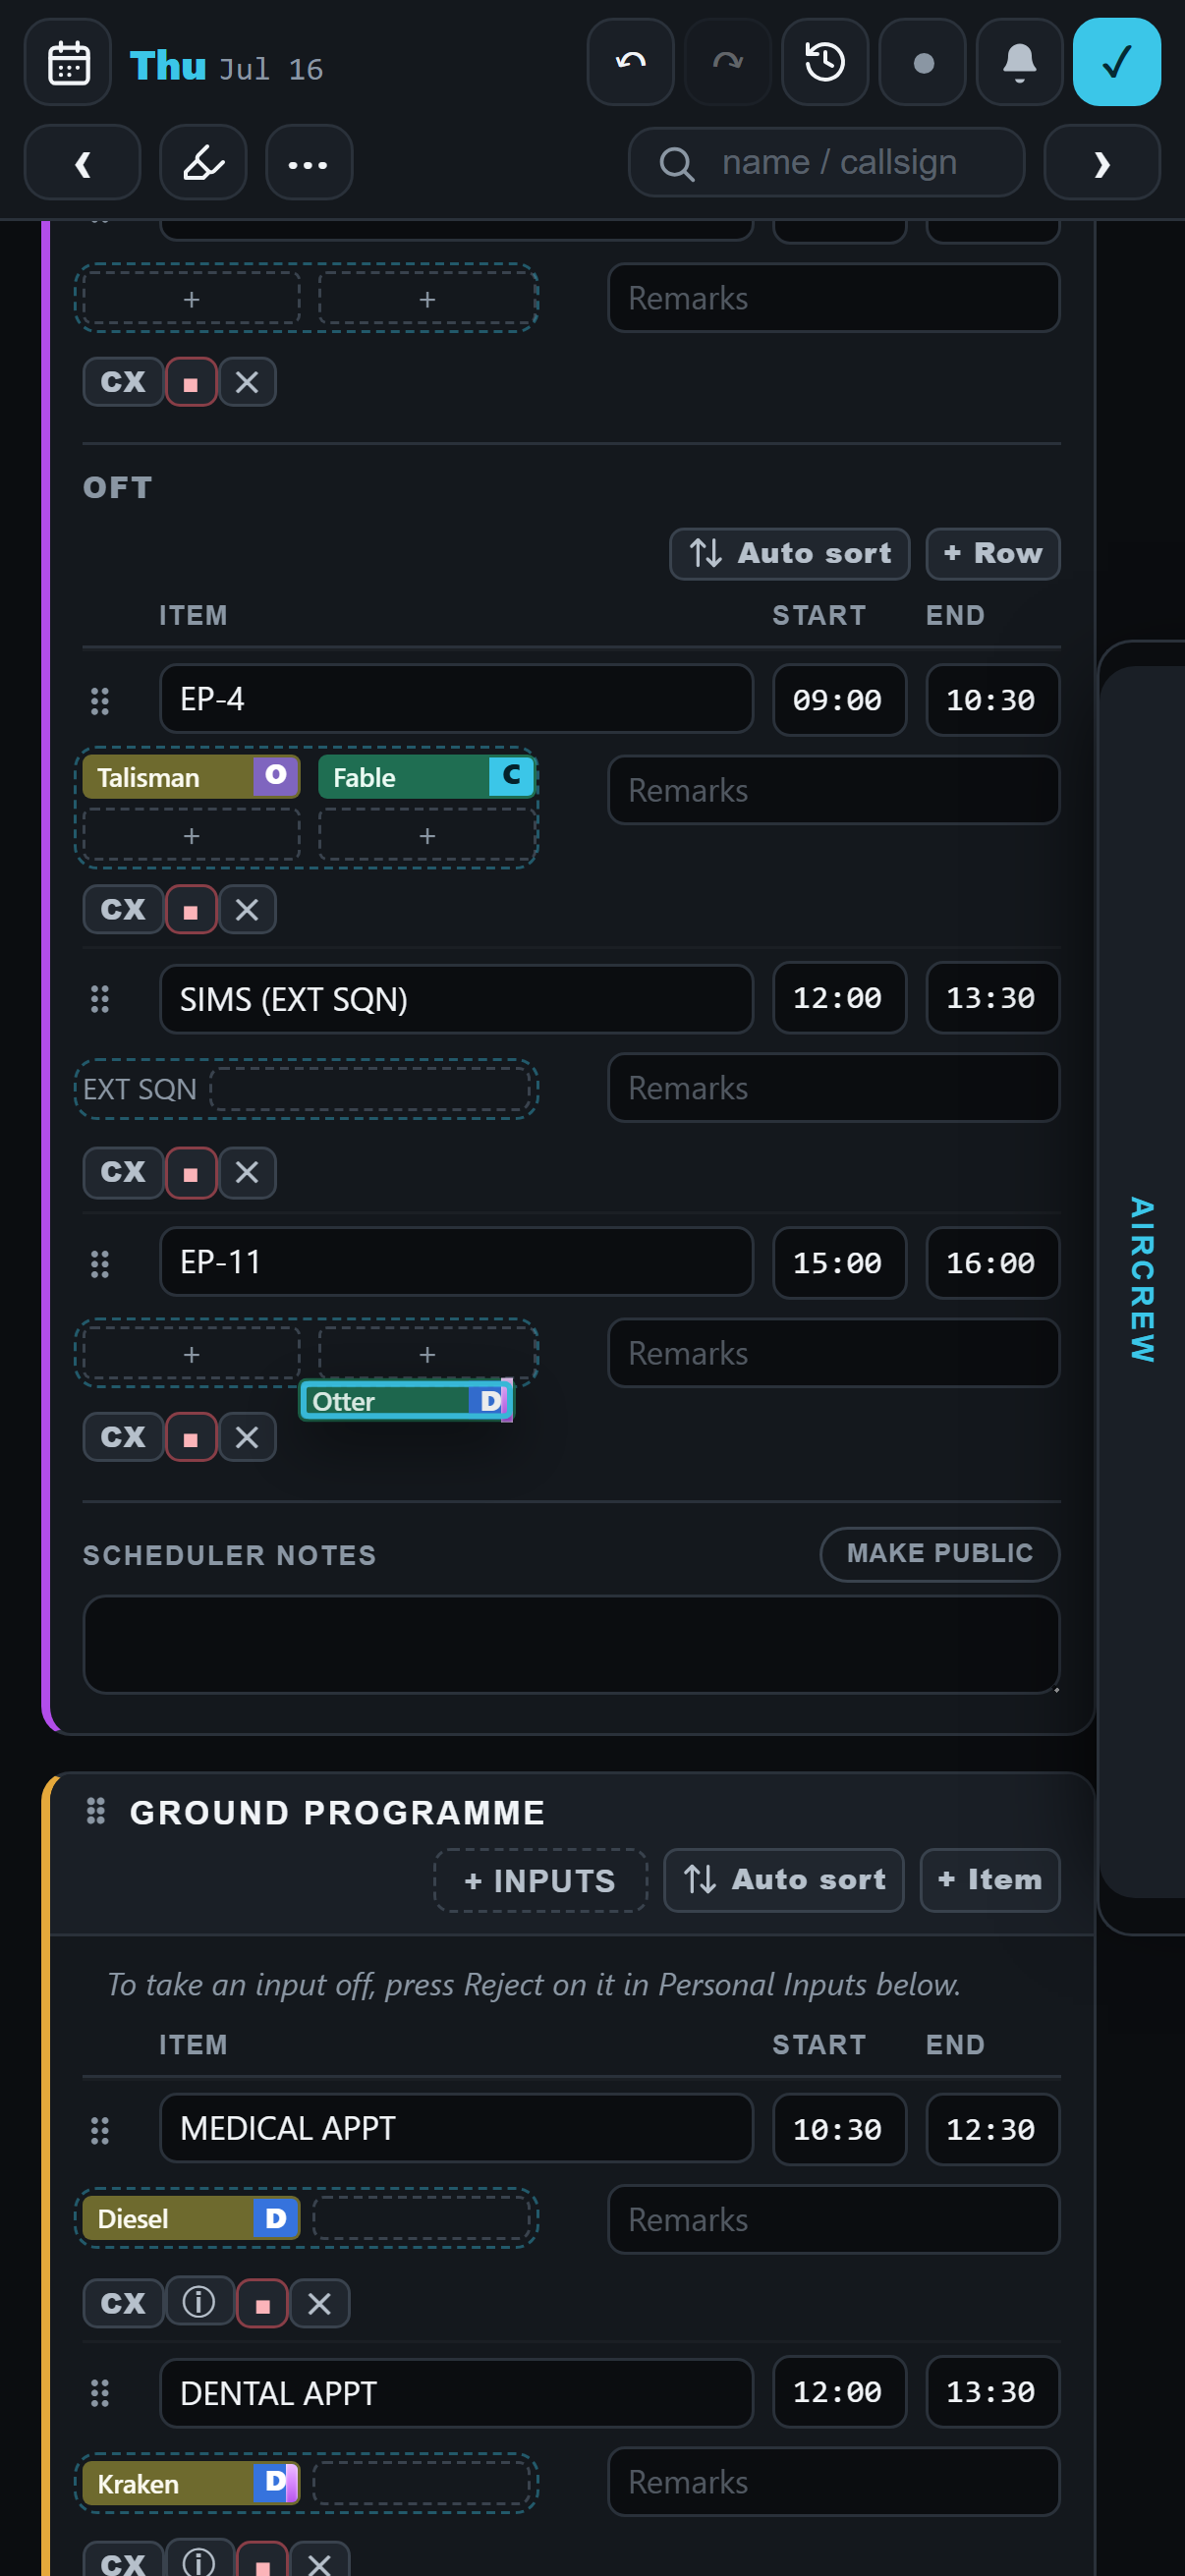 Thu Jul 16
name / callsign
+ +
Remarks
CX
OFT
Auto sort + Row
ITEM START END
EP-4 09:00 10:30
Talisman O Fable C
Remarks
+ +
CX
SIMS (EXT SQN) 12:00 13:30
EXT SQN
Remarks
CX
EP-11 15:00 16:00
+ +
Remarks
Otter D
CX
AIRCREW
SCHEDULER NOTES MAKE PUBLIC
GROUND PROGRAMME
+ INPUTS Auto sort + Item
To take an input off, press Reject on it in Personal Inputs below.
ITEM START END
MEDICAL APPT 10:30 12:30
Diesel D
Remarks
CX
DENTAL APPT 12:00 13:30
Kraken D
Remarks
CX